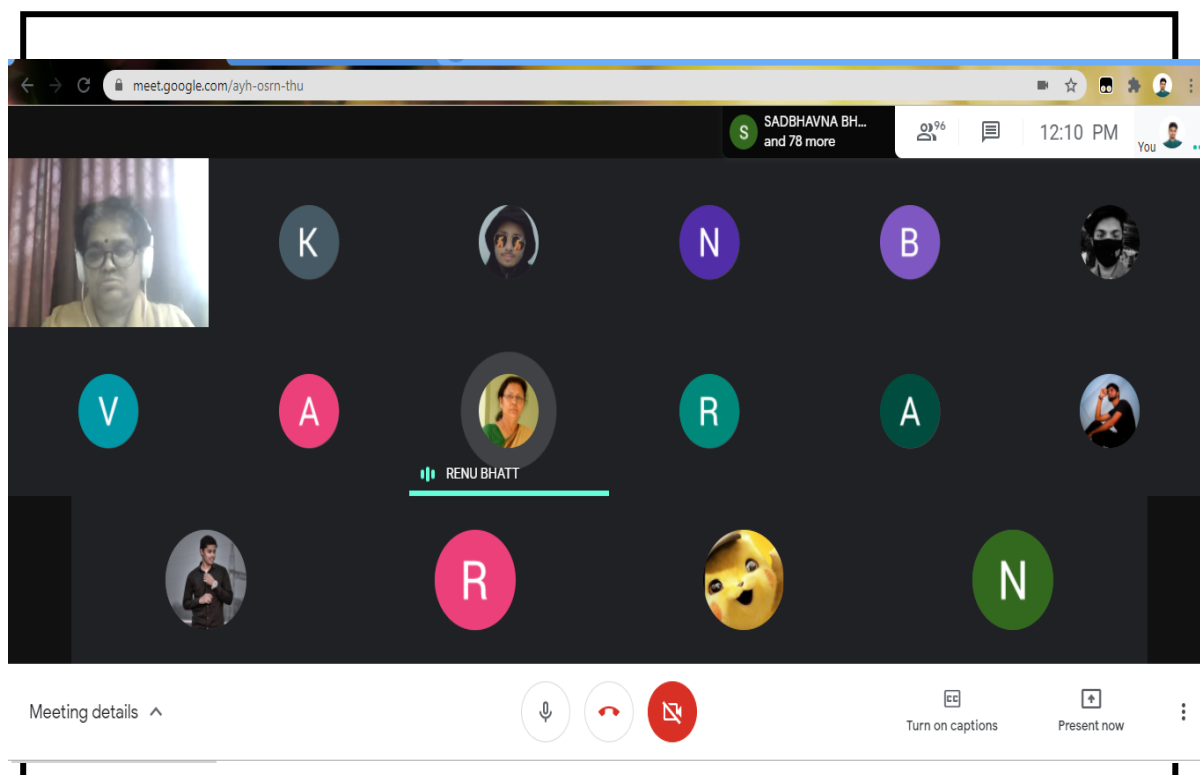 meet.google.com/ayh-osrn-thu
S
SADBHAVNA BH...
and 78 more
96
12:10 PM
You
K
N
B
V
A
R
A
RENU BHATT
R
N
Meeting details
CC
Turn on captions
Present now